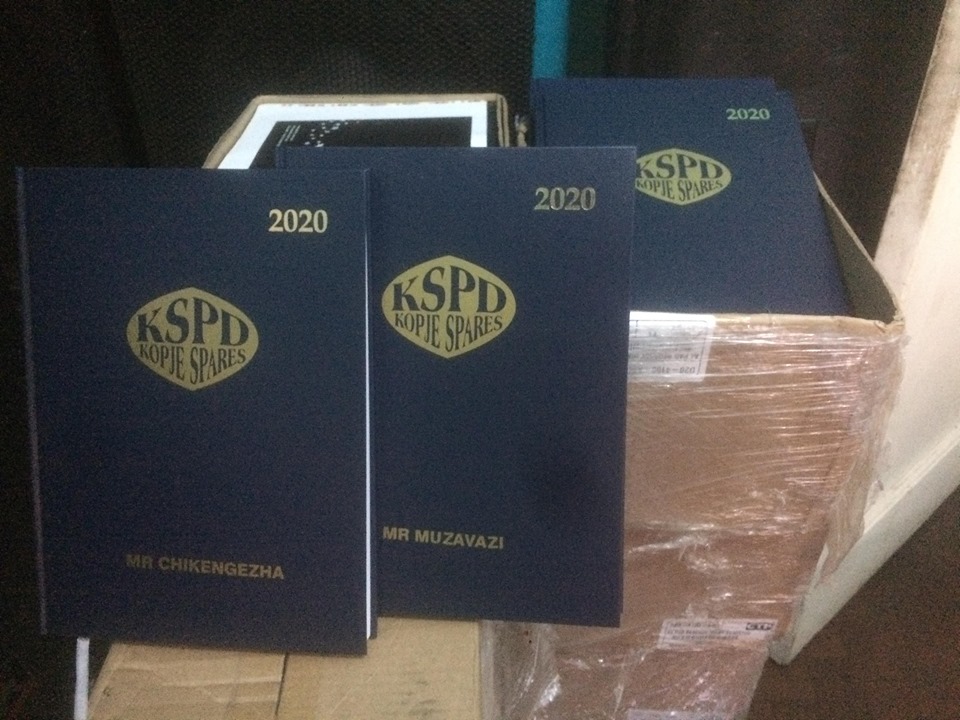 2020
KSPD
KOPJE SPARES
MR CHIKENGEZHA
2020
KSPD
KOPJE SPARES
MR MUZAVAZI
2020
KSPD
KOPJE SPARES